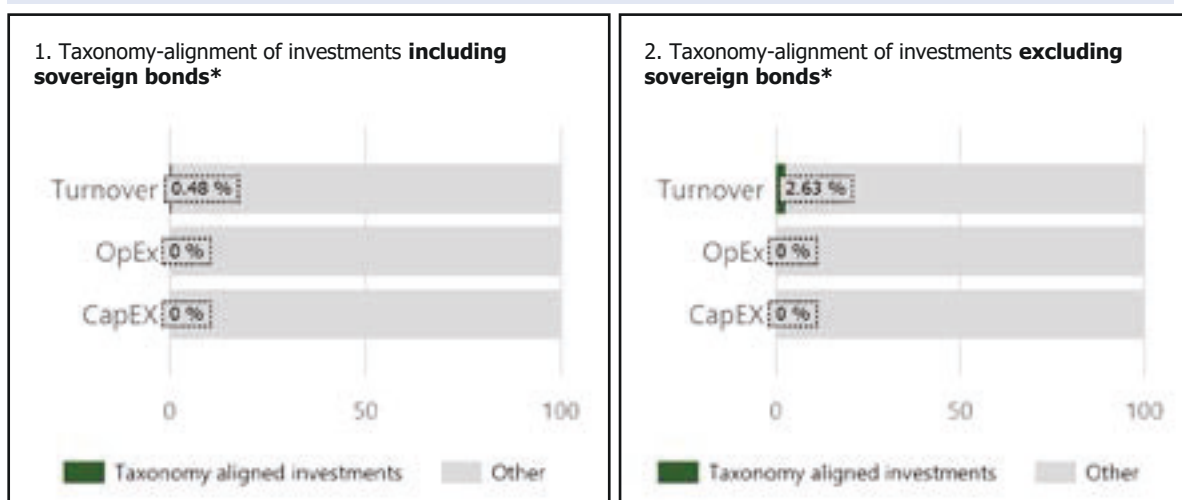 1. Taxonomy-alignment of investments including
sovereign bonds*
Turnover 0.48 %
OpEx 0 %
CapEX 0 %
0 50 100
Taxonomy aligned investments Other
2. Taxonomy-alignment of investments excluding
sovereign bonds*
Turnover 2.63 %
OpEx 0 %
CapEX 0 %
0 50 100
Taxonomy aligned investments Other